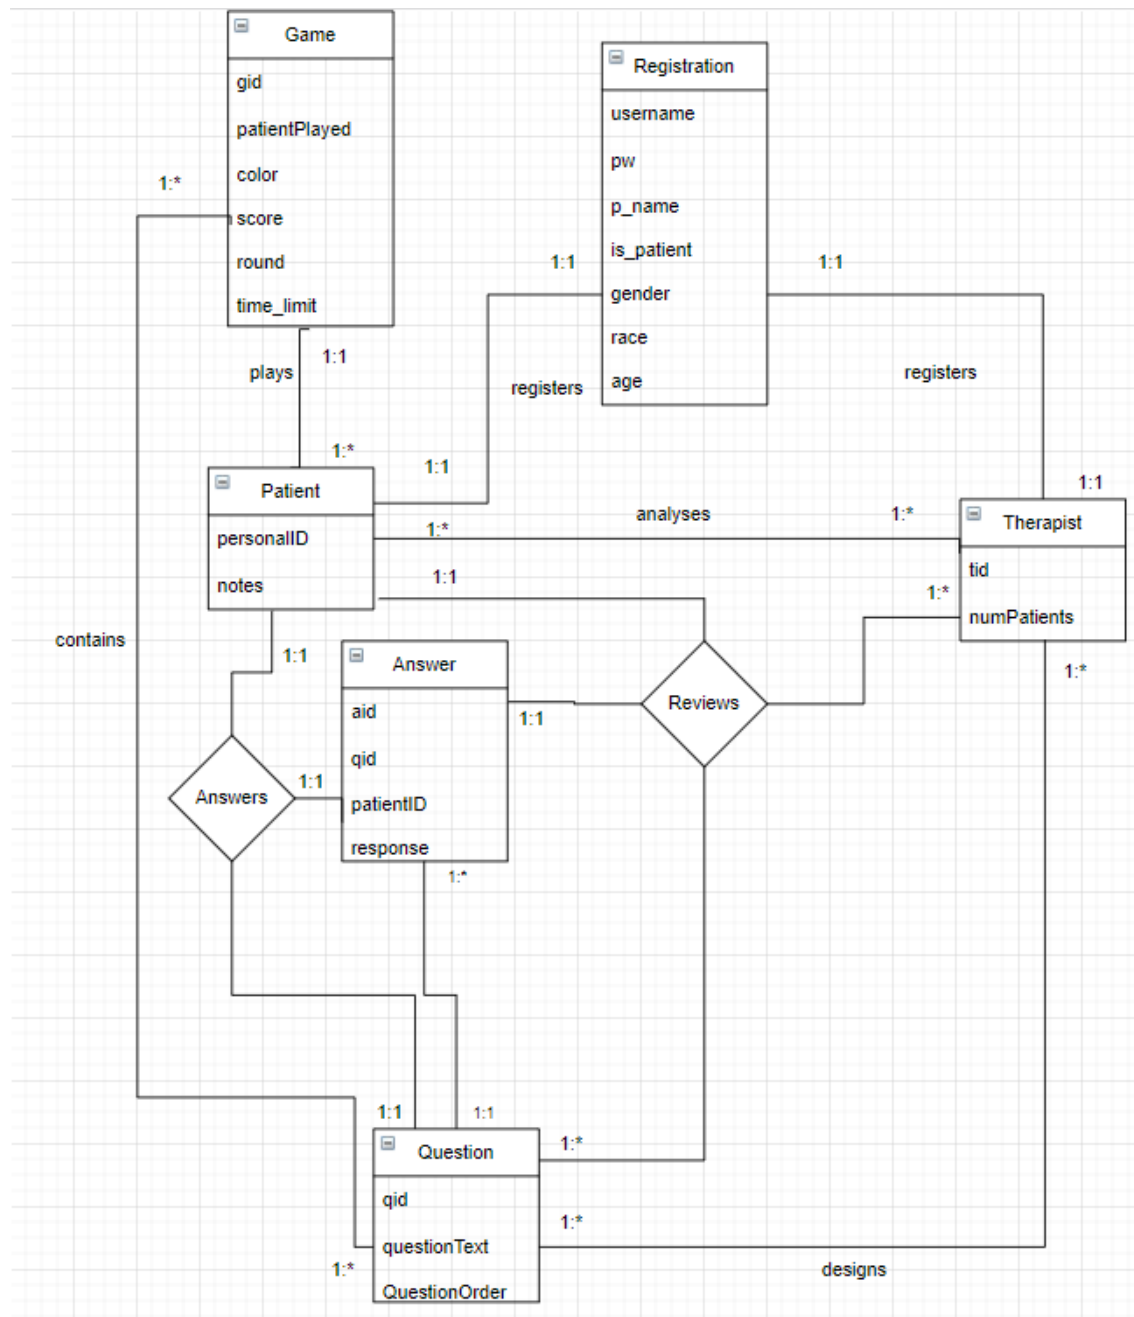 Game
gid
patientPlayed
color
score
round
time_limit
Registration
username
pw
p_name
is_patient
gender
race
age
1:*
1:1
1:1
1:1
plays
registers
registers
1:*
1:1
1:1
Patient
personalID
notes
analyses
1:*
1:*
Therapist
tid
numPatients
1:1
1:*
contains
1:1
1:*
Answer
aid
qid
patientID
response
Reviews
1:1
Answers
1:1
1:*
1:1
1:1
Question
qid
questionText
QuestionOrder
1:*
1:*
1:*
designs